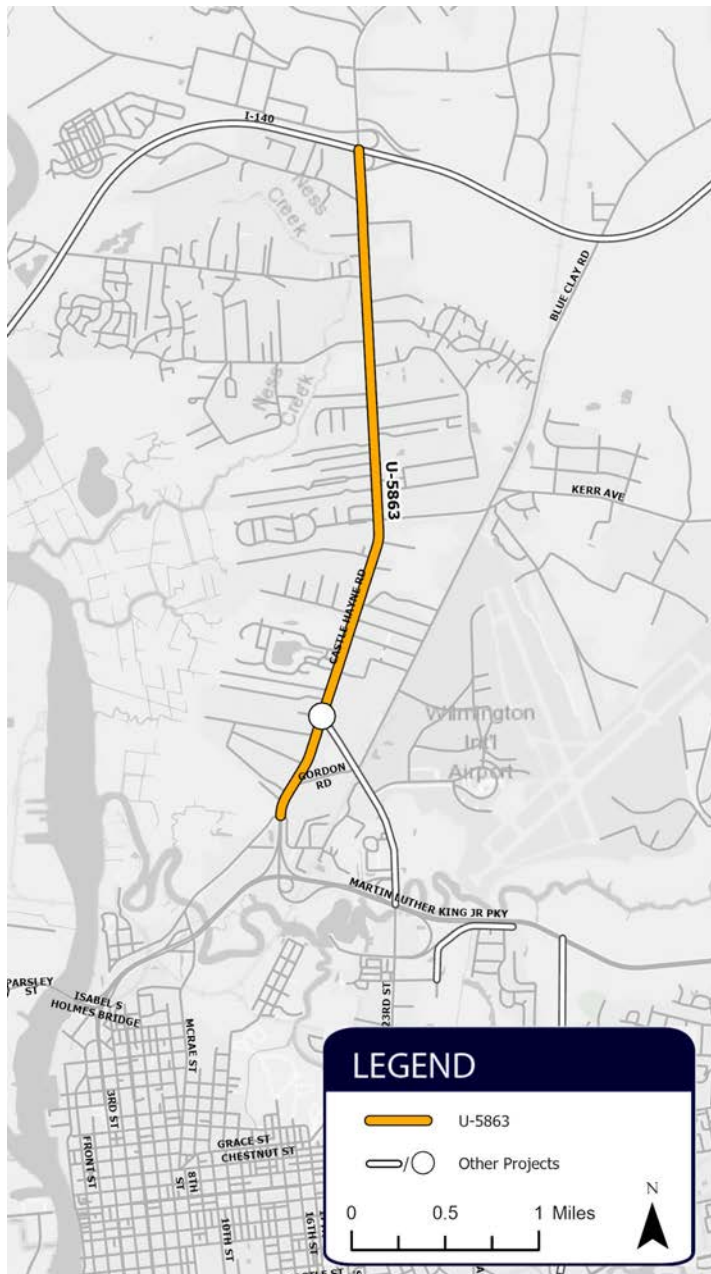 I-140
Ness
Creek
BLUE CLAY RD
Ness
Creek
U-5863
KERR AVE
CASTLE HAYNE RD
Wilmington
Int'l
Airport
GORDON
RD
MARTIN LUTHER KING JR PKY
PARSLEY
ST
ISABEL S
HOLMES BRIDGE
23RD ST
MCRAE ST
3RD ST
FRONT ST
GRACE ST
CHESTNUT ST
8TH
ST
10TH ST
16TH ST
LEGEND
U-5863
/ Other Projects
N
0 0.5 1 Miles